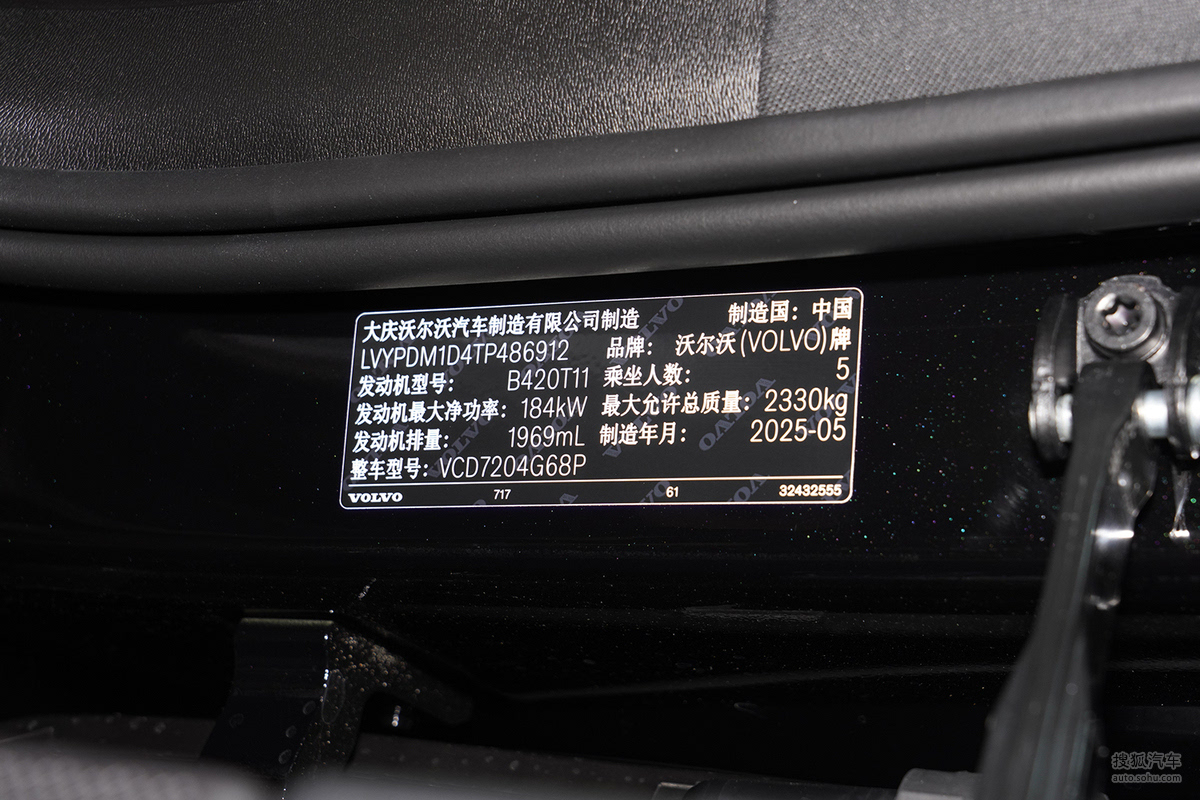 大庆沃尔沃汽车制造有限公司制造 制造国：中国
LVYPDM1D4TP486912 品牌：沃尔沃(VOLVO)牌
发动机型号：B420T11 乘坐人数：5
发动机最大净功率：184kW 最大允许总质量：2330kg
发动机排量：1969mL 制造年月：2025-05
整车型号：VCD7204G68P
VOLVO 717 61 32432555
搜狐汽车
auto.sohu.com